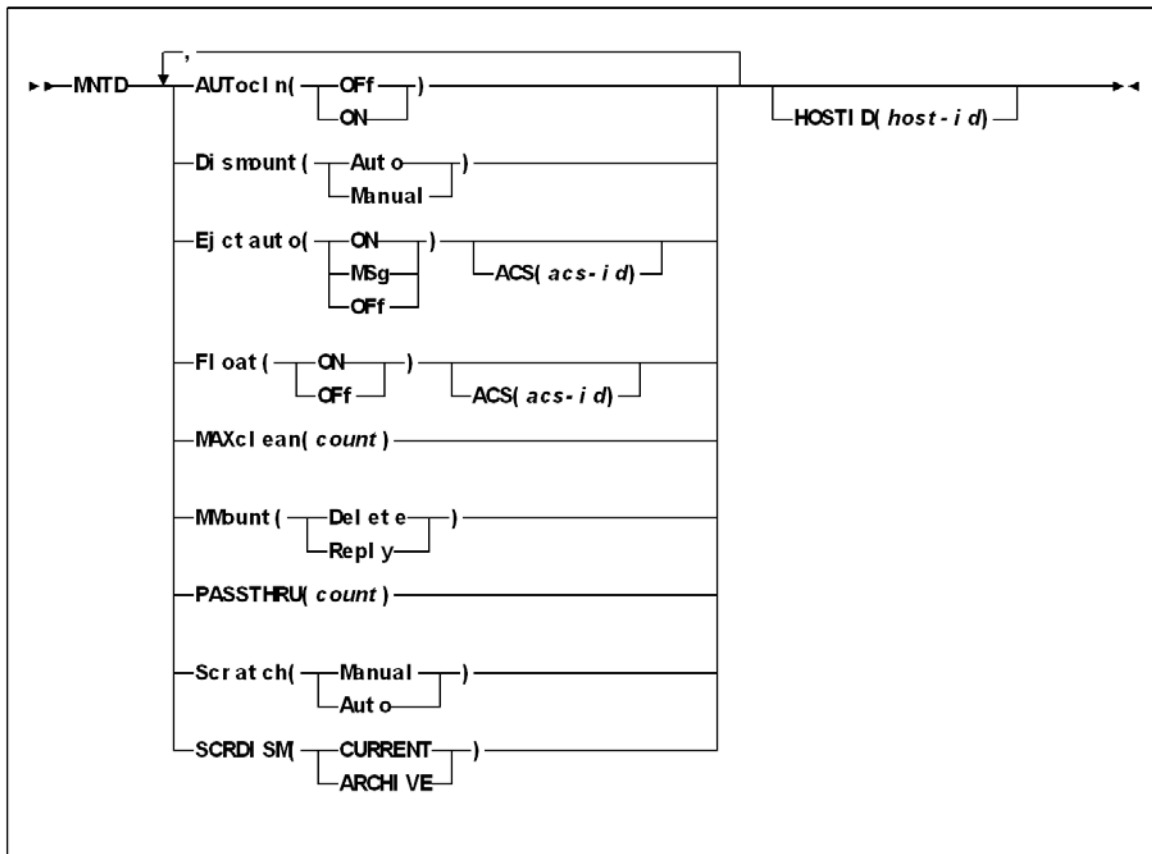 ,
MNTD AUTocln( OFf ) HOSTID( host-id)
ON
Dismount( Auto )
Manual
Ejctauto( ON ) ACS( acs-id)
MSg
OFf
Float( ON ) ACS( acs-id)
OFf
MAXclean( count)
MMount( Delete )
Reply
PASSTHRU( count)
Scratch( Manual )
Auto
SCRDISM( CURRENT )
ARCHIVE